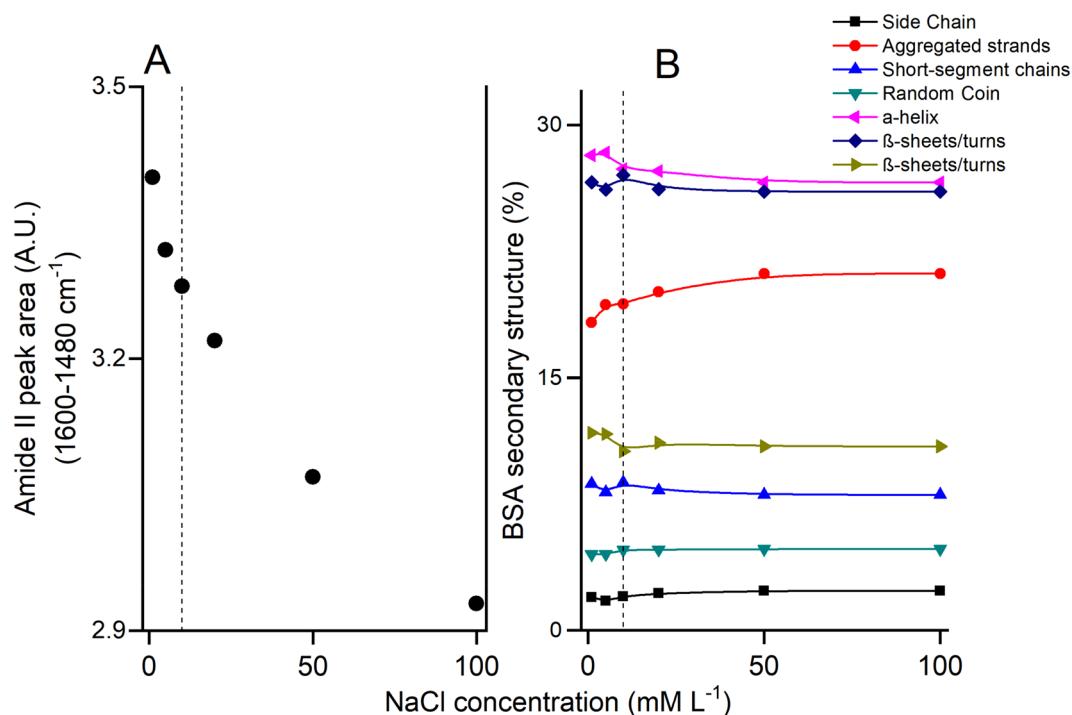 A
B
Side Chain
Aggregated strands
Short-segment chains
Random Coin
a-helix
ß-sheets/turns
ß-sheets/turns
Amide II peak area (A.U.)
(1600-1480 cm⁻¹)
3.5
3.2
2.9
0
50
100
BSA secondary structure (%)
30
15
0
0
50
100
NaCl concentration (mM L⁻¹)